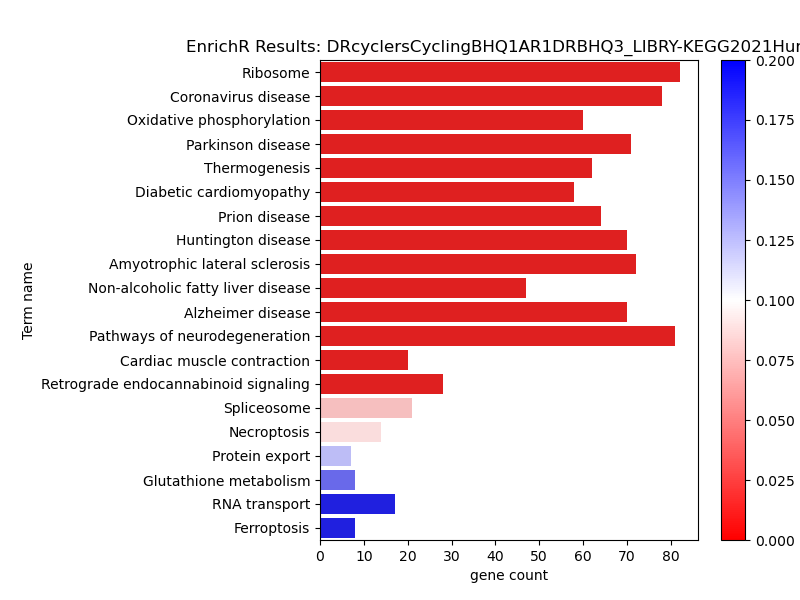 EnrichR Results: DRcyclersCyclingBHQ1AR1DRBHQ3_LIBRY-KEGG2021Hur
Ribosome
Coronavirus disease
Oxidative phosphorylation
Parkinson disease
Thermogenesis
Diabetic cardiomyopathy
Prion disease
Huntington disease
Amyotrophic lateral sclerosis
Non-alcoholic fatty liver disease
Alzheimer disease
Pathways of neurodegeneration
Cardiac muscle contraction
Retrograde endocannabinoid signaling
Spliceosome
Necroptosis
Protein export
Glutathione metabolism
RNA transport
Ferroptosis
Term name
0 10 20 30 40 50 60 70 80
gene count
0.200
0.175
0.150
0.125
0.100
0.075
0.050
0.025
0.000